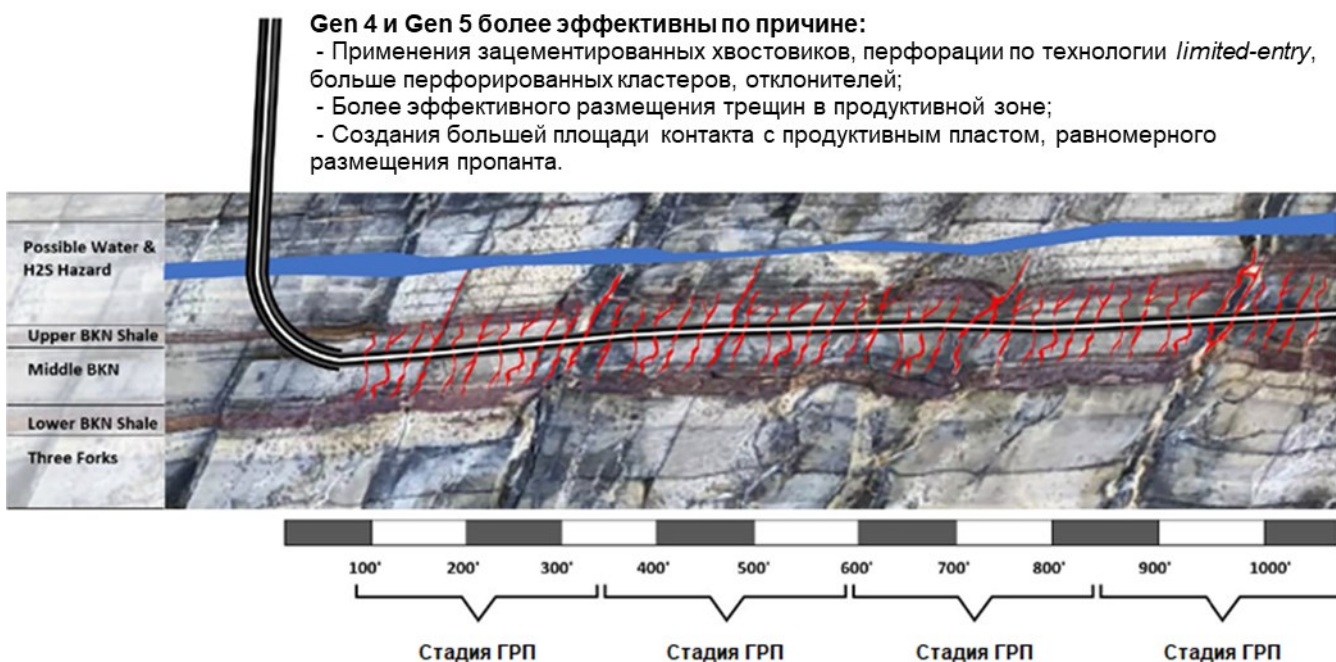 Gen 4 и Gen 5 более эффективны по причине:
- Применения зацементированных хвостовиков, перфорации по технологии limited-entry,
больше перфорированных кластеров, отклонителей;
- Более эффективного размещения трещин в продуктивной зоне;
- Создания большей площади контакта с продуктивным пластом, равномерного
размещения пропанта.
Possible Water &
H2S Hazard
Upper BKN Shale
Middle BKN
Lower BKN Shale
Three Forks
100' 200' 300' 400' 500' 600' 700' 800' 900' 1000'
Стадия ГРП Стадия ГРП Стадия ГРП Стадия ГРП